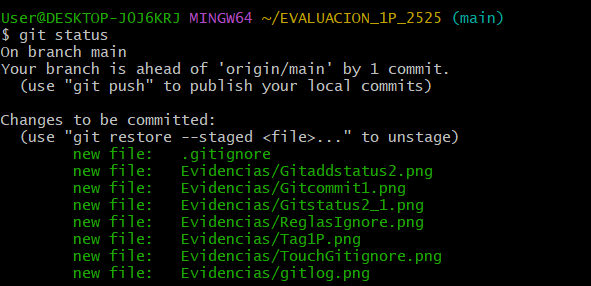 User@DESKTOP-JOJ6KRJ MINGW64 ~/EVALUACION_1P_2525 (main)
$ git status
On branch main
Your branch is ahead of 'origin/main' by 1 commit.
  (use "git push" to publish your local commits)

Changes to be committed:
  (use "git restore --staged <file>..." to unstage)
        new file:   .gitignore
        new file:   Evidencias/Gitaddstatus2.png
        new file:   Evidencias/Gitcommit1.png
        new file:   Evidencias/Gitstatus2_1.png
        new file:   Evidencias/ReglasIgnore.png
        new file:   Evidencias/Tag1P.png
        new file:   Evidencias/TouchGitignore.png
        new file:   Evidencias/gitlog.png